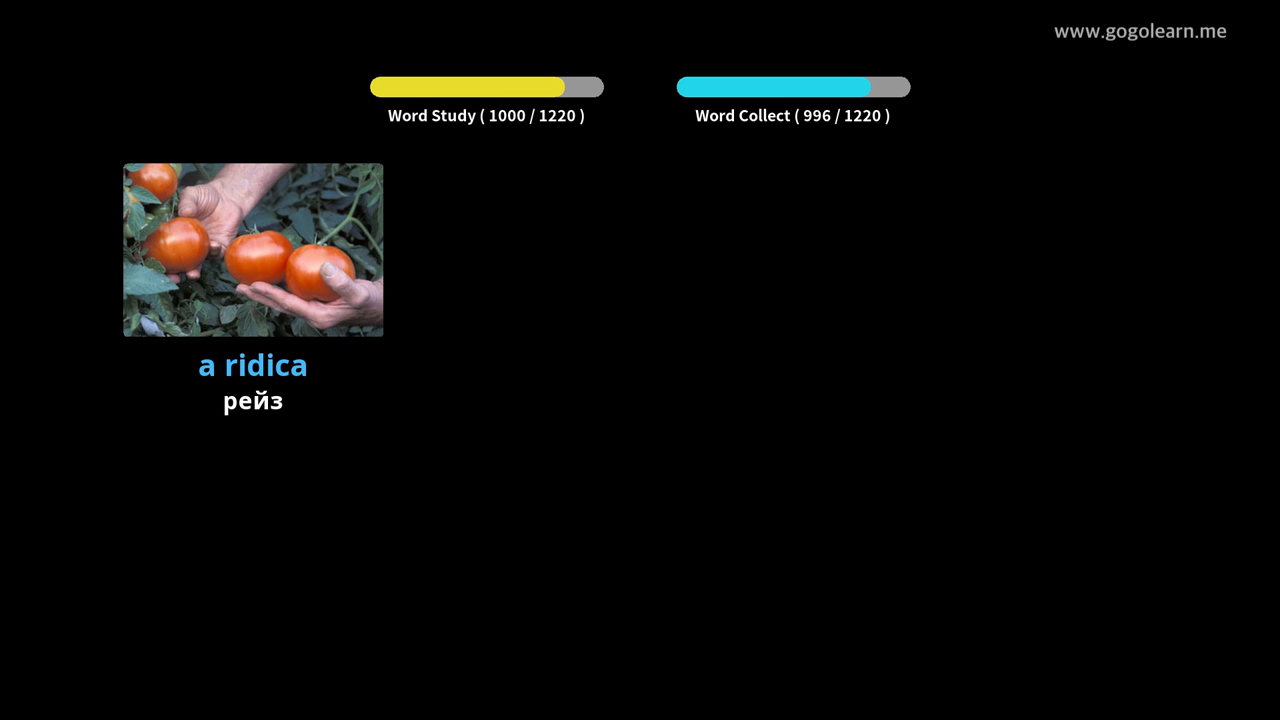 www.gogolearn.me
Word Study ( 1000 / 1220 )
Word Collect ( 996 / 1220 )
a ridica
рейз